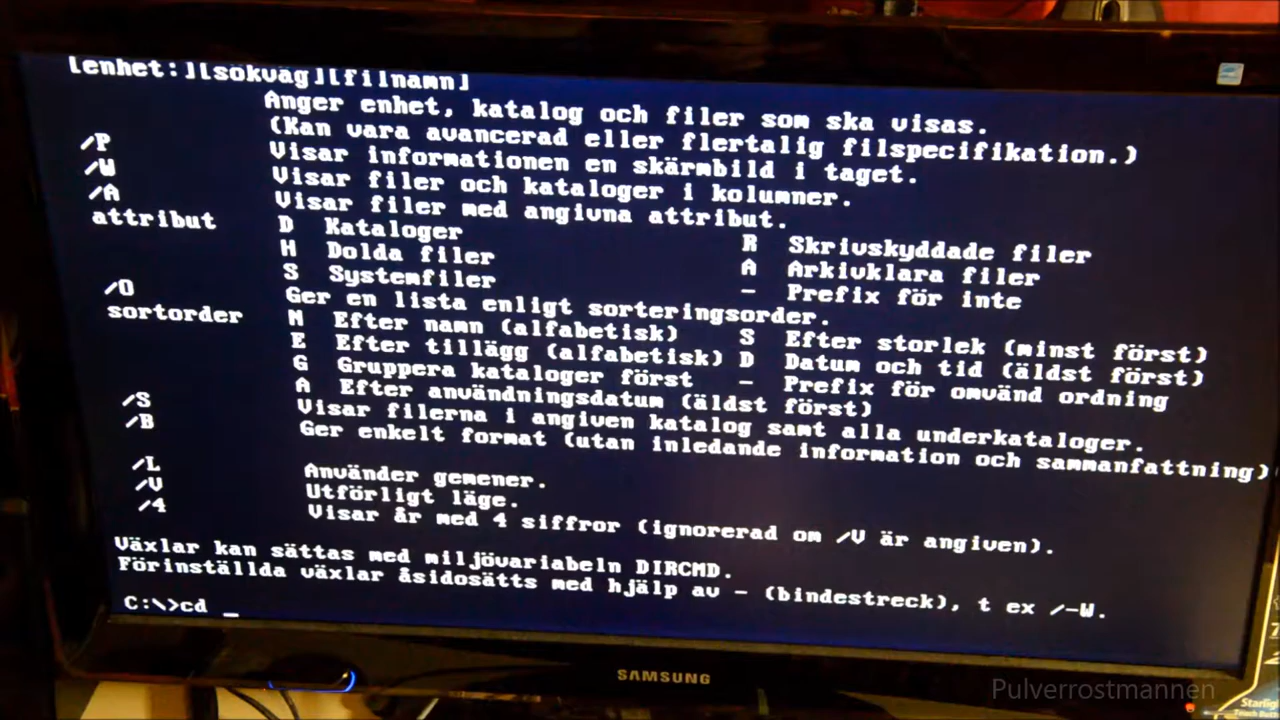 [enhet:][sökväg][filnamn]
Anger enhet, katalog och filer som ska visas.
(Kan vara avancerad eller flertalig filspecifikation.)
/P Visar informationen en skärmbild i taget.
/W Visar filer och kataloger i kolumner.
/A Visar filer med angivna attribut.
attribut D Kataloger R Skrivskyddade filer
H Dolda filer A Arkivklara filer
S Systemfiler - Prefix för inte
/O Ger en lista enligt sorteringsorder.
sortorder N Efter namn (alfabetisk) S Efter storlek (minst först)
E Efter tillägg (alfabetisk) D Datum och tid (äldst först)
G Gruppera kataloger först - Prefix för omvänd ordning
A Efter användningsdatum (äldst först)
/S Visar filerna i angiven katalog samt alla underkataloger.
/B Ger enkelt format (utan inledande information och sammanfattning)
/L Använder gemener.
/V Utförligt läge.
/4 Visar år med 4 siffror (ignorerad om /V är angiven).
Växlar kan sättas med miljövariabeln DIRCMD.
Förinställda växlar åsidosätts med hjälp av - (bindestreck), t ex /-W.
C:\>cd _
SAMSUNG
Pulverrostmannen